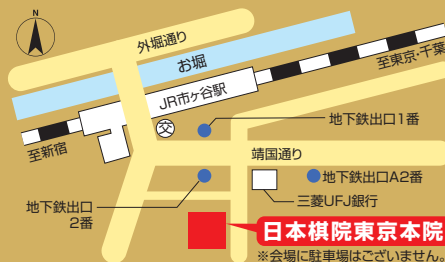 N
外堀通り
お堀
至東京・千葉
JR市ヶ谷駅
交
地下鉄出口1番
至新宿
靖国通り
地下鉄出口A2番
地下鉄出口
2番
三菱UFJ銀行
日本棋院東京本院
※会場に駐車場はございません。